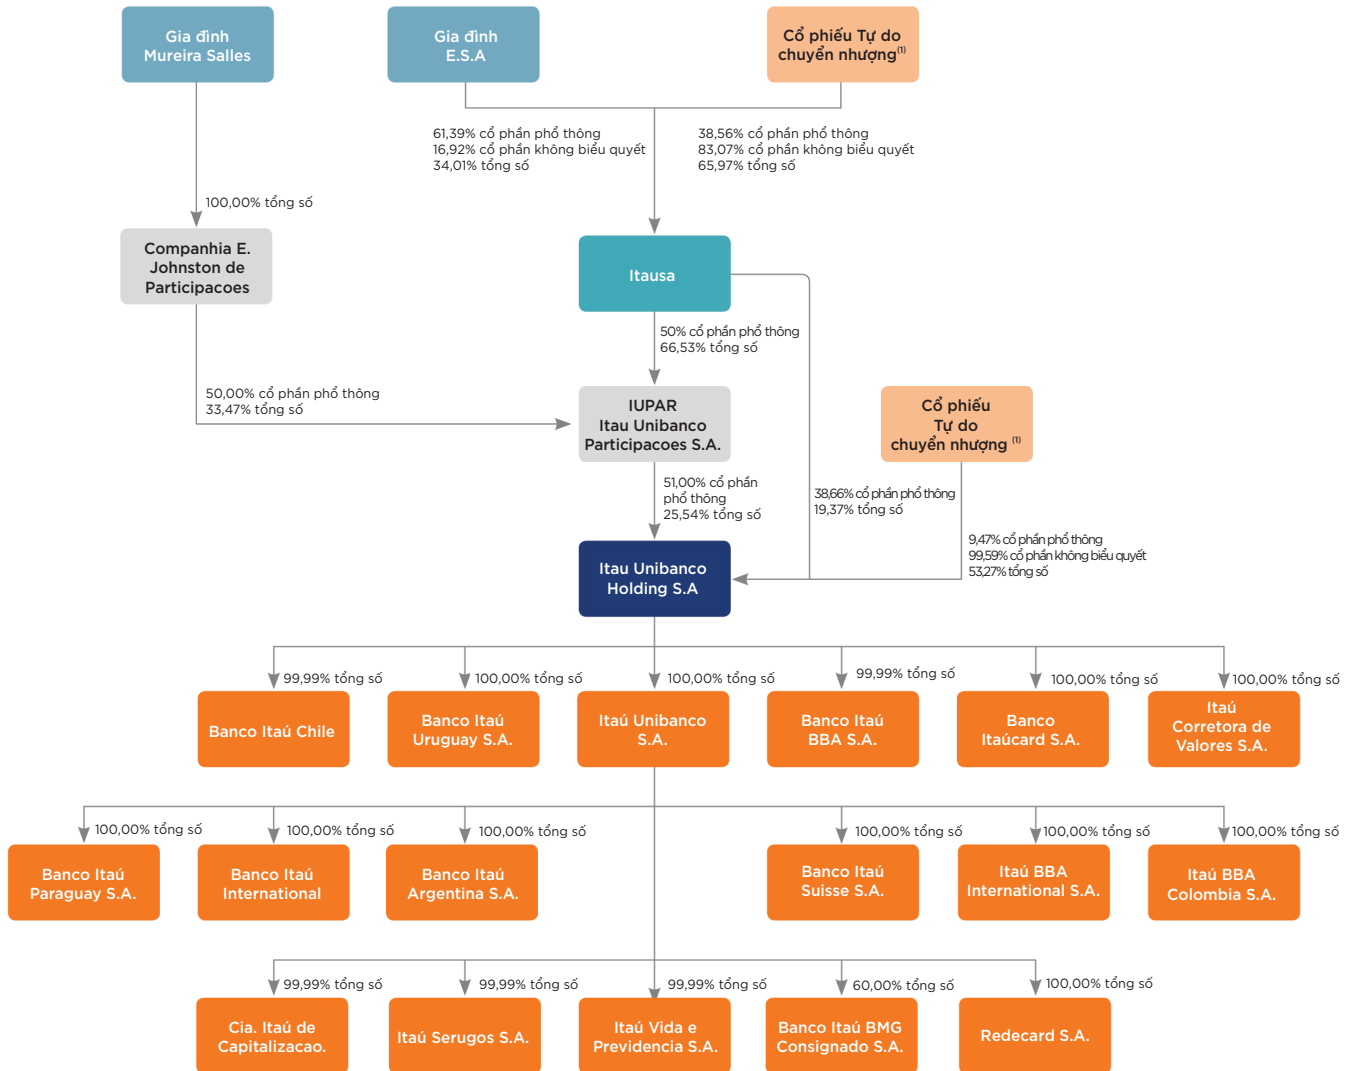 Gia đình
Mureira Salles
Gia đình
E.S.A
Cổ phiếu Tự do
chuyển nhượng(1)
61,39% cổ phần phổ thông
16,92% cổ phần không biểu quyết
34,01% tổng số
38,56% cổ phần phổ thông
83,07% cổ phần không biểu quyết
65,97% tổng số
100,00% tổng số
Companhia E.
Johnston de
Participacoes
Itausa
50% cổ phần phổ thông
66,53% tổng số
50,00% cổ phần phổ thông
33,47% tổng số
IUPAR
Itau Unibanco
Participacoes S.A.
Cổ phiếu
Tự do
chuyển nhượng (1)
51,00% cổ phần
phổ thông
25,54% tổng số
38,66% cổ phần phổ thông
19,37% tổng số
9,47% cổ phần phổ thông
99,59% cổ phần không biểu quyết
53,27% tổng số
Itau Unibanco
Holding S.A
99,99% tổng số
100,00% tổng số
100,00% tổng số
99,99% tổng số
100,00% tổng số
100,00% tổng số
Banco Itaú Chile
Banco Itaú
Uruguay S.A.
Itaú Unibanco
S.A.
Banco Itaú
BBA S.A.
Banco
Itaúcard S.A.
Itaú
Corretora de
Valores S.A.
100,00% tổng số
100,00% tổng số
100,00% tổng số
100,00% tổng số
100,00% tổng số
100,00% tổng số
Banco Itaú
Paraguay S.A.
Banco Itaú
International
Banco Itaú
Argentina S.A.
Banco Itaú
Suisse S.A.
Itaú BBA
International S.A.
Itaú BBA
Colombia S.A.
99,99% tổng số
99,99% tổng số
99,99% tổng số
60,00% tổng số
100,00% tổng số
Cia. Itaú de
Capitalizacao.
Itaú Serugos S.A.
Itaú Vida e
Previdencia S.A.
Banco Itaú BMG
Consignado S.A.
Redecard S.A.